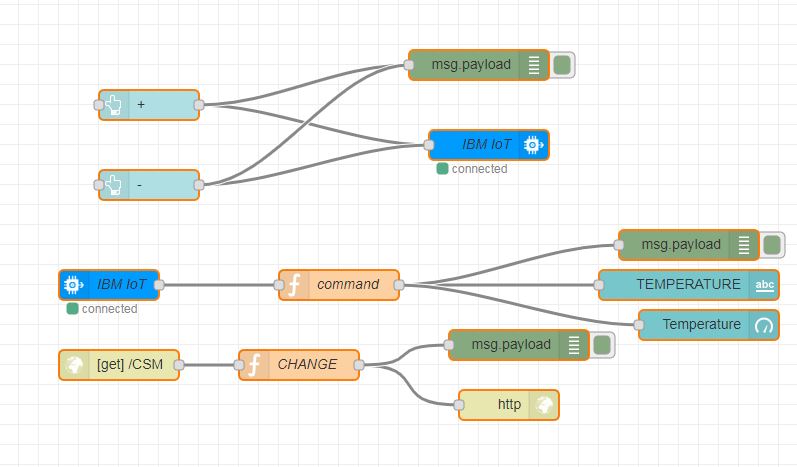 msg.payload
+
IBM IoT
connected
-
msg.payload
IBM IoT
command
TEMPERATURE
abc
connected
Temperature
msg.payload
[get] /CSM
CHANGE
http